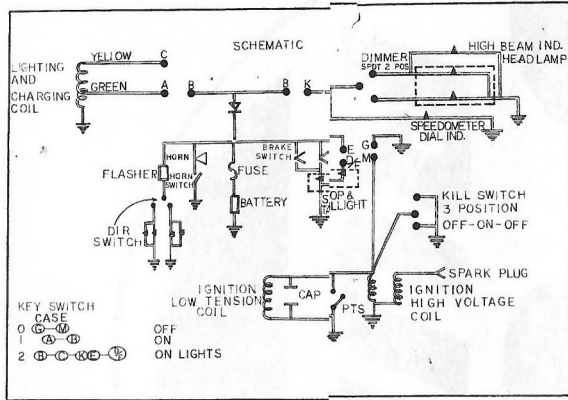 SCHEMATIC
YELLOW C
LIGHTING
AND
CHARGING
COIL
GREEN A B B K
DIMMER
SPDT 2 POS
HIGH BEAM IND.
HEADLAMP
SPEEDOMETER
DIAL IND.
HORN
HORN
SWITCH
FLASHER
DIR
SWITCH
FUSE
BATTERY
BRAKE
SWITCH
E
D
F
G
M
STOP &
TAILLIGHT
KILL SWITCH
3 POSITION
OFF-ON-OFF
IGNITION
LOW TENSION
COIL
CAP
PTS
SPARK PLUG
IGNITION
HIGH VOLTAGE
COIL
KEY SWITCH
CASE
0 G M OFF
1 A B ON
2 B C K E ON LIGHTS